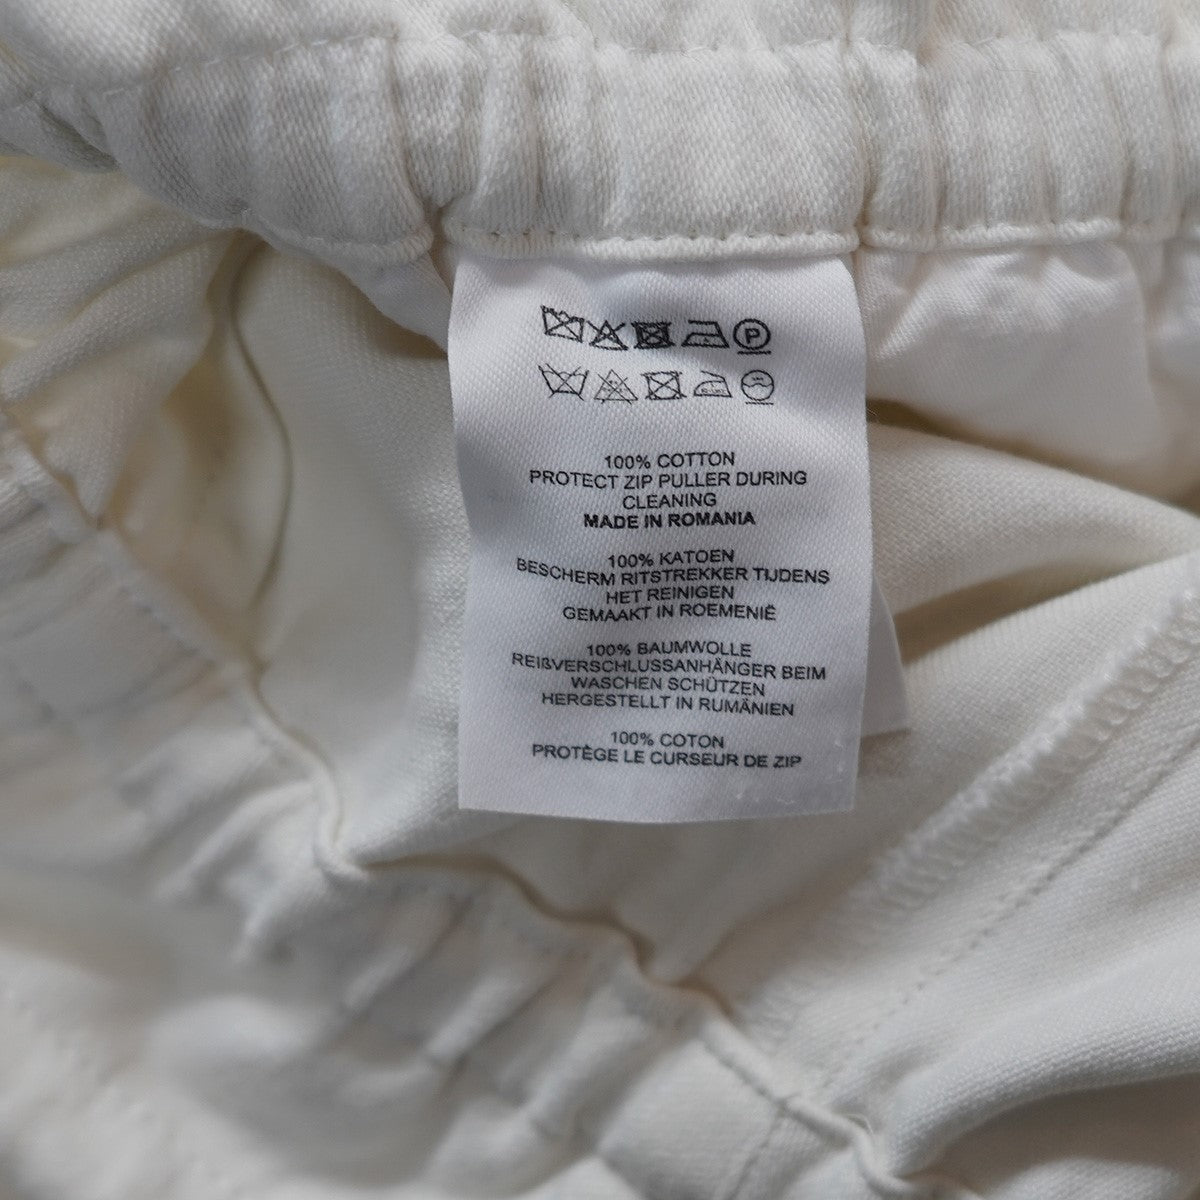 P
100% COTTON
PROTECT ZIP PULLER DURING
CLEANING
MADE IN ROMANIA
100% KATOEN
BESCHERM RITSTREKKER TIJDENS
HET REINIGEN
GEMAAKT IN ROEMENIË
100% BAUMWOLLE
REIßVERSCHLUSSANHÄNGER BEIM
WASCHEN SCHÜTZEN
HERGESTELLT IN RUMÄNIEN
100% COTON
PROTÈGE LE CURSEUR DE ZIP